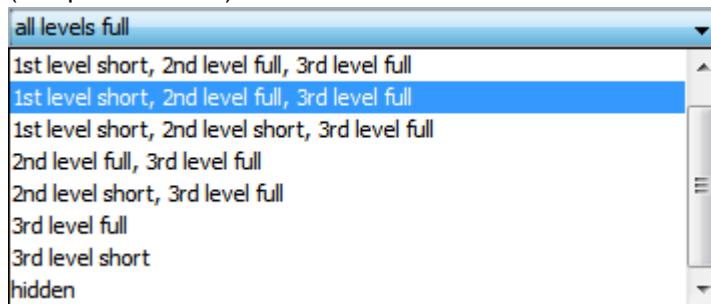 all levels full
1st level short, 2nd level full, 3rd level full
1st level short, 2nd level full, 3rd level full
1st level short, 2nd level short, 3rd level full
2nd level full, 3rd level full
2nd level short, 3rd level full
3rd level full
3rd level short
hidden